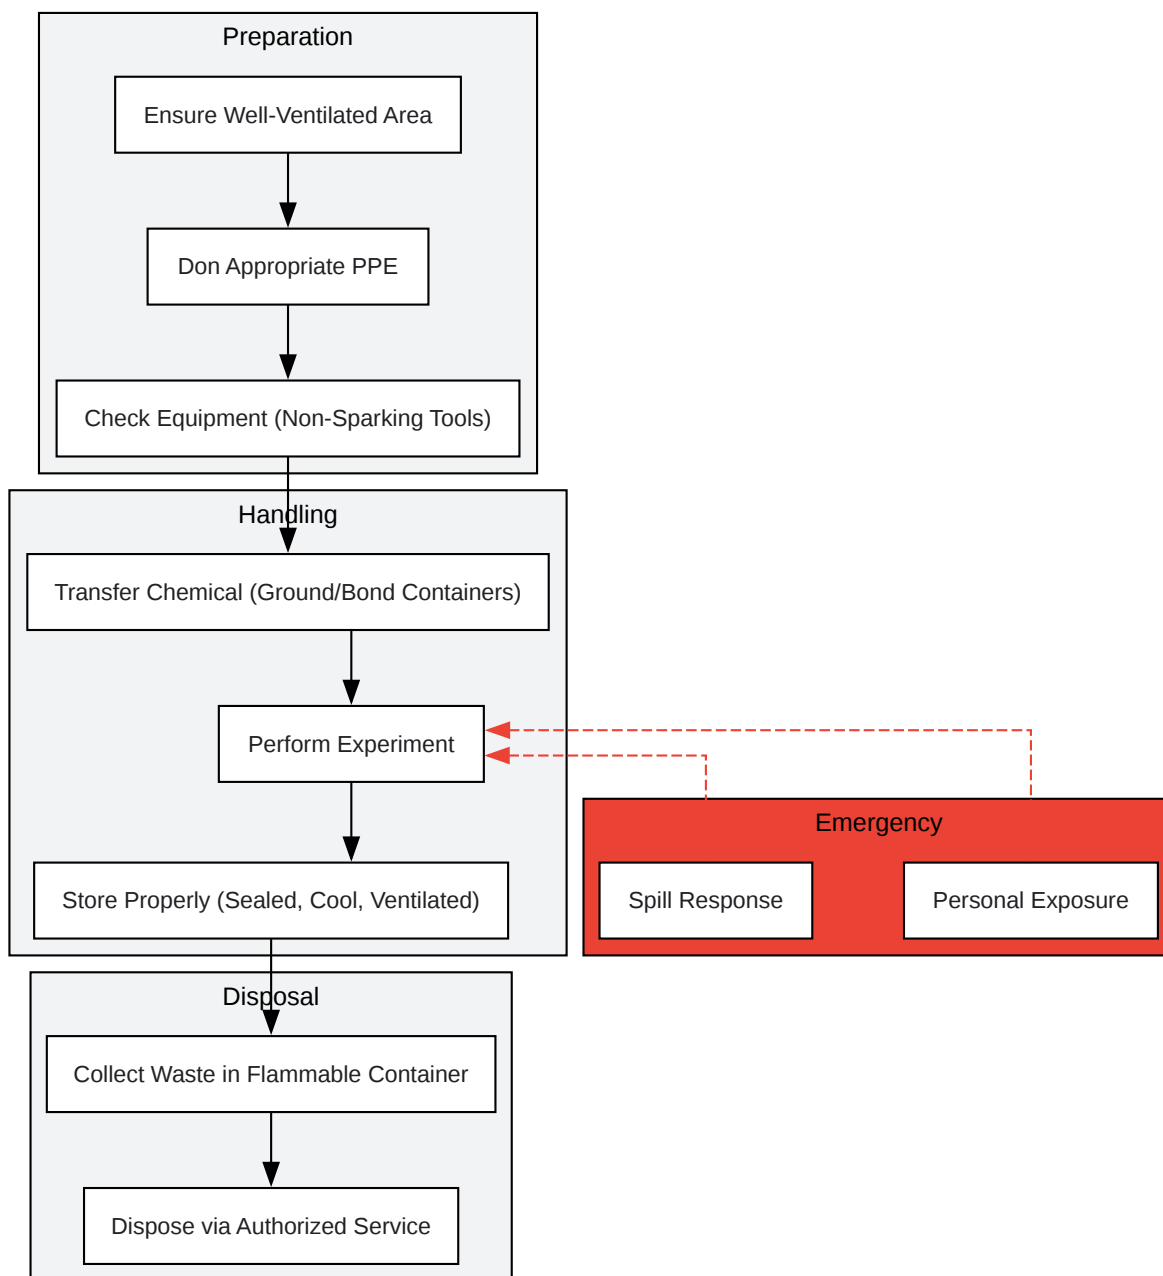 Preparation
Ensure Well-Ventilated Area
Don Appropriate PPE
Check Equipment (Non-Sparking Tools)
Handling
Transfer Chemical (Ground/Bond Containers)
Perform Experiment
Store Properly (Sealed, Cool, Ventilated)
Emergency
Spill Response
Personal Exposure
Disposal
Collect Waste in Flammable Container
Dispose via Authorized Service